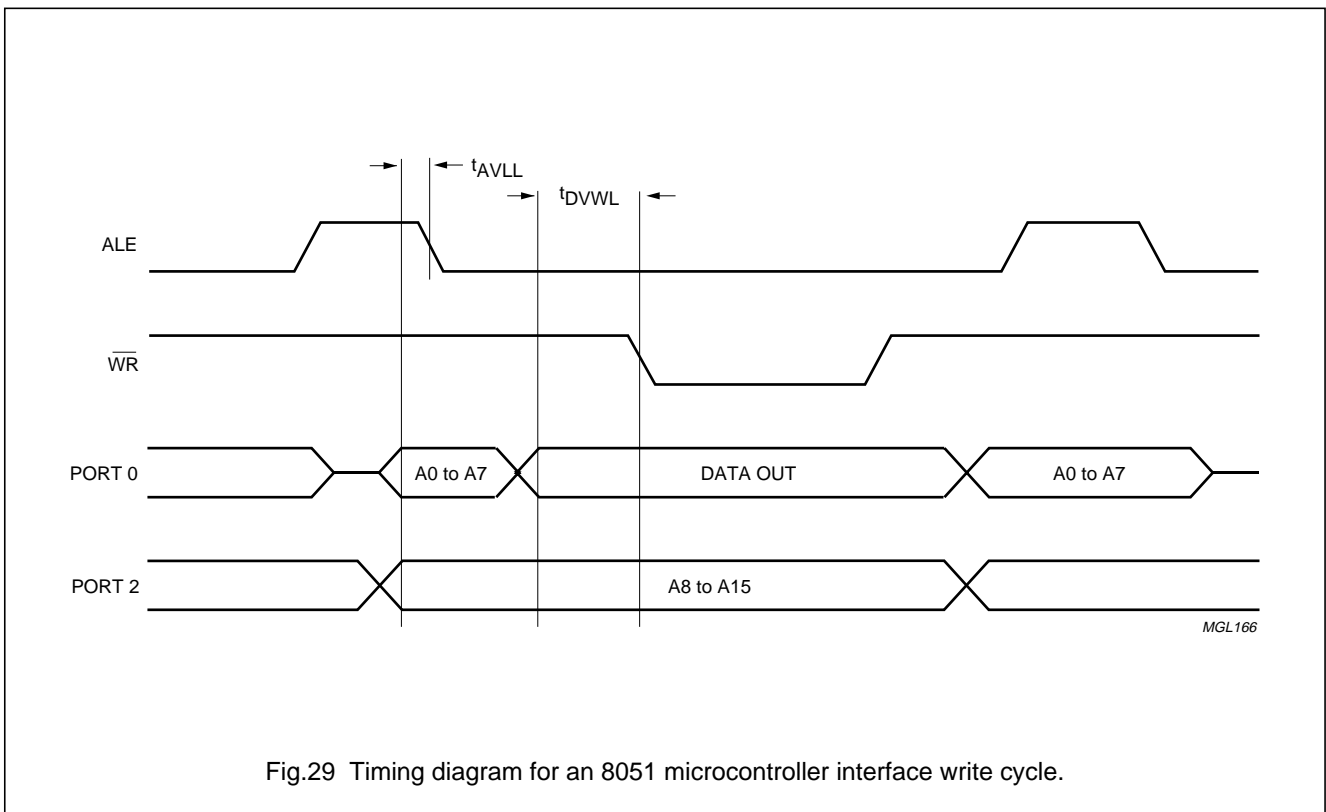 tAVLL
tDVWL
ALE
WR
PORT 0
A0 to A7
DATA OUT
A0 to A7
PORT 2
A8 to A15
MGL166
Fig.29 Timing diagram for an 8051 microcontroller interface write cycle.